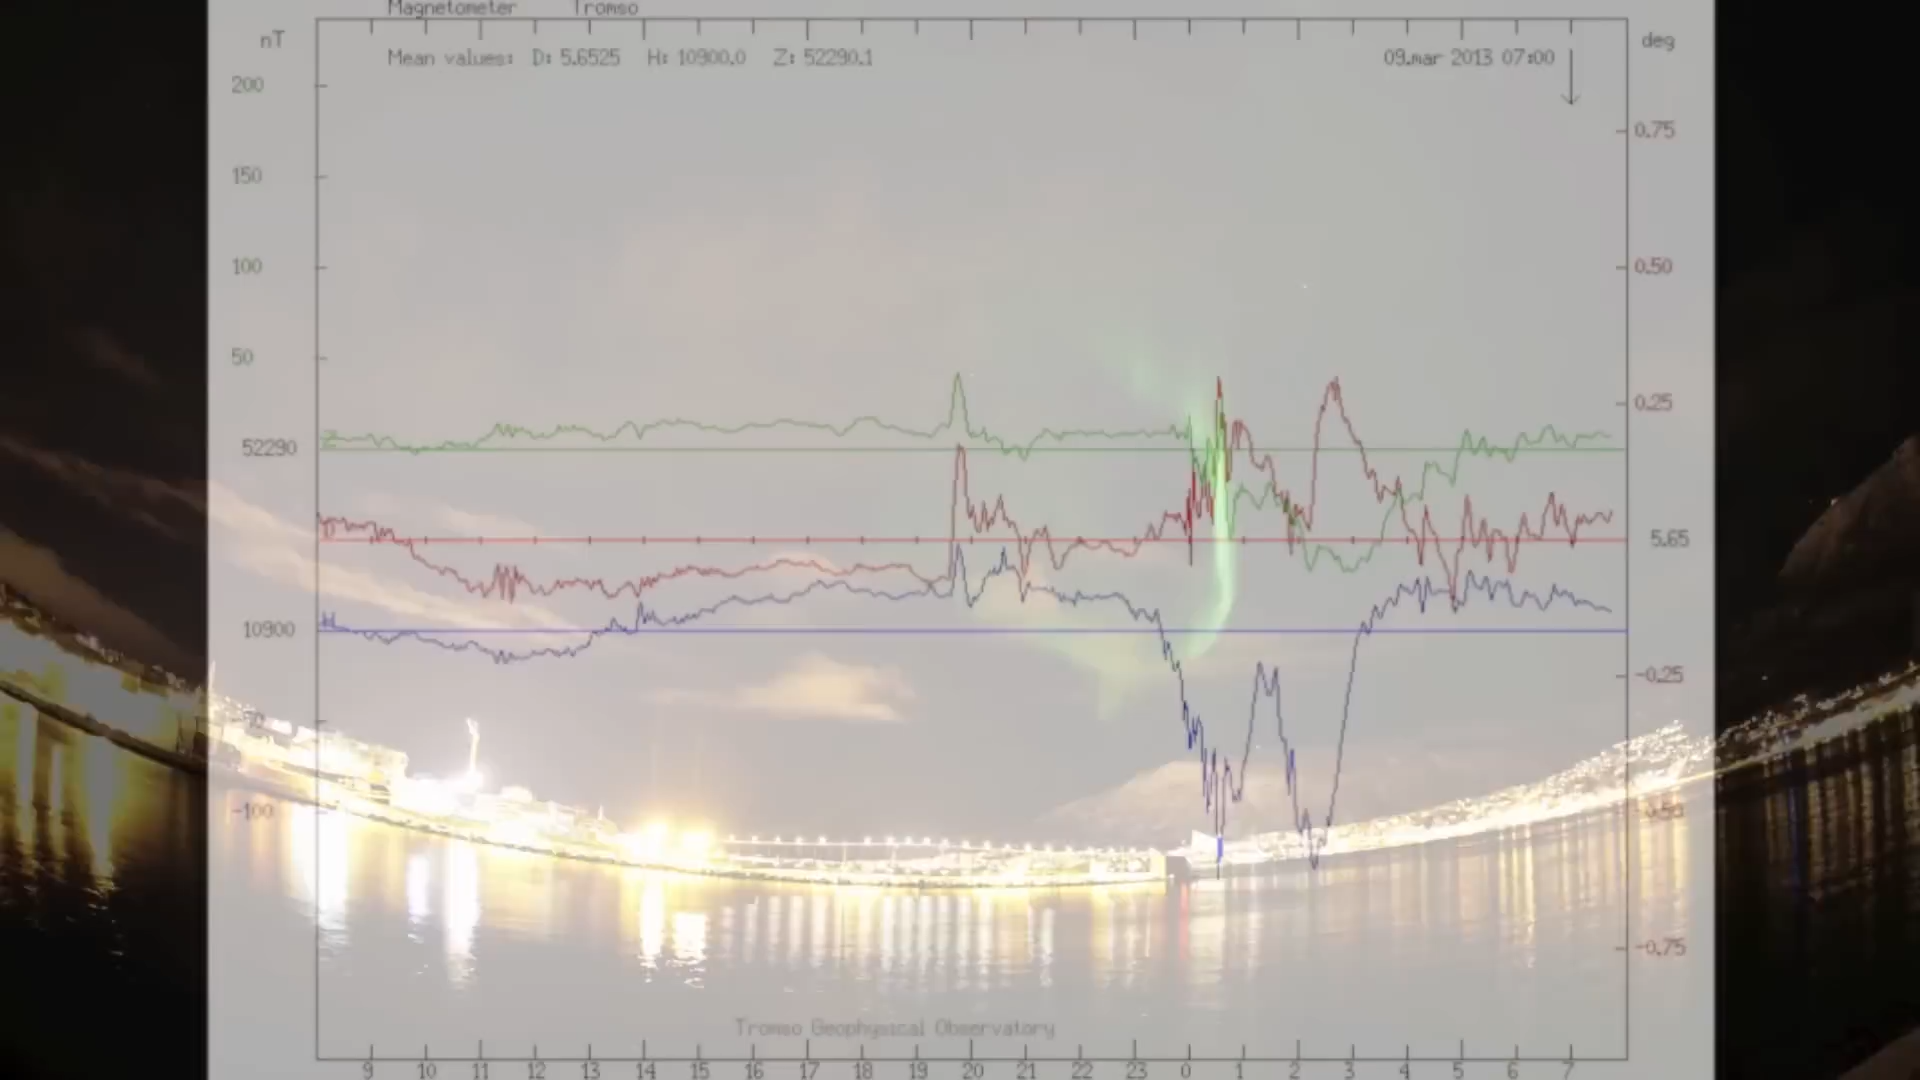 Magnetometer Tromso
nT
deg
Mean values: D: 5.6525 H: 10900.0 Z: 52290.1
09.mar 2013 07:00
200
150
100
50
52290
10900
-50
-100
0.75
0.50
0.25
5.65
-0.25
-0.50
-0.75
Z
D
H
Tromso Geophysical Observatory
9 10 11 12 13 14 15 16 17 18 19 20 21 22 23 0 1 2 3 4 5 6 7